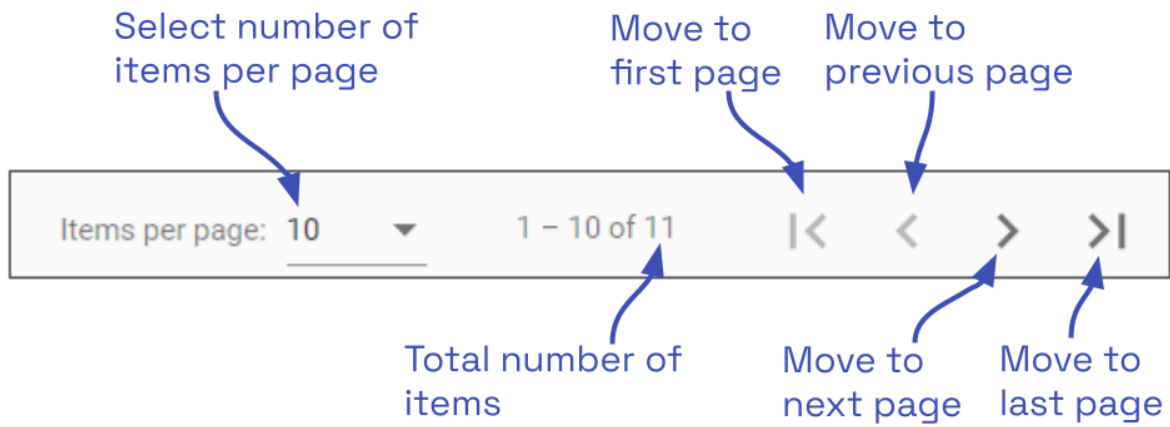 Select number of
items per page
Move to
first page
Move to
previous page
Items per page: 10
1 – 10 of 11
Total number of
items
Move to
next page
Move to
last page